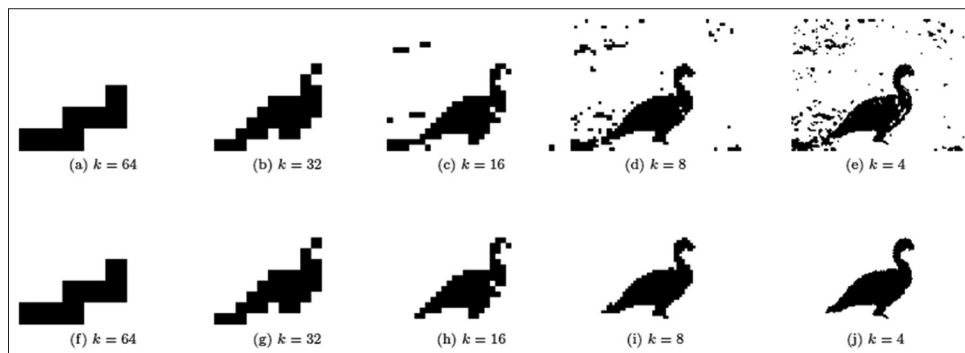 (a) k = 64
(b) k = 32
(c) k = 16
(d) k = 8
(e) k = 4
(f) k = 64
(g) k = 32
(h) k = 16
(i) k = 8
(j) k = 4